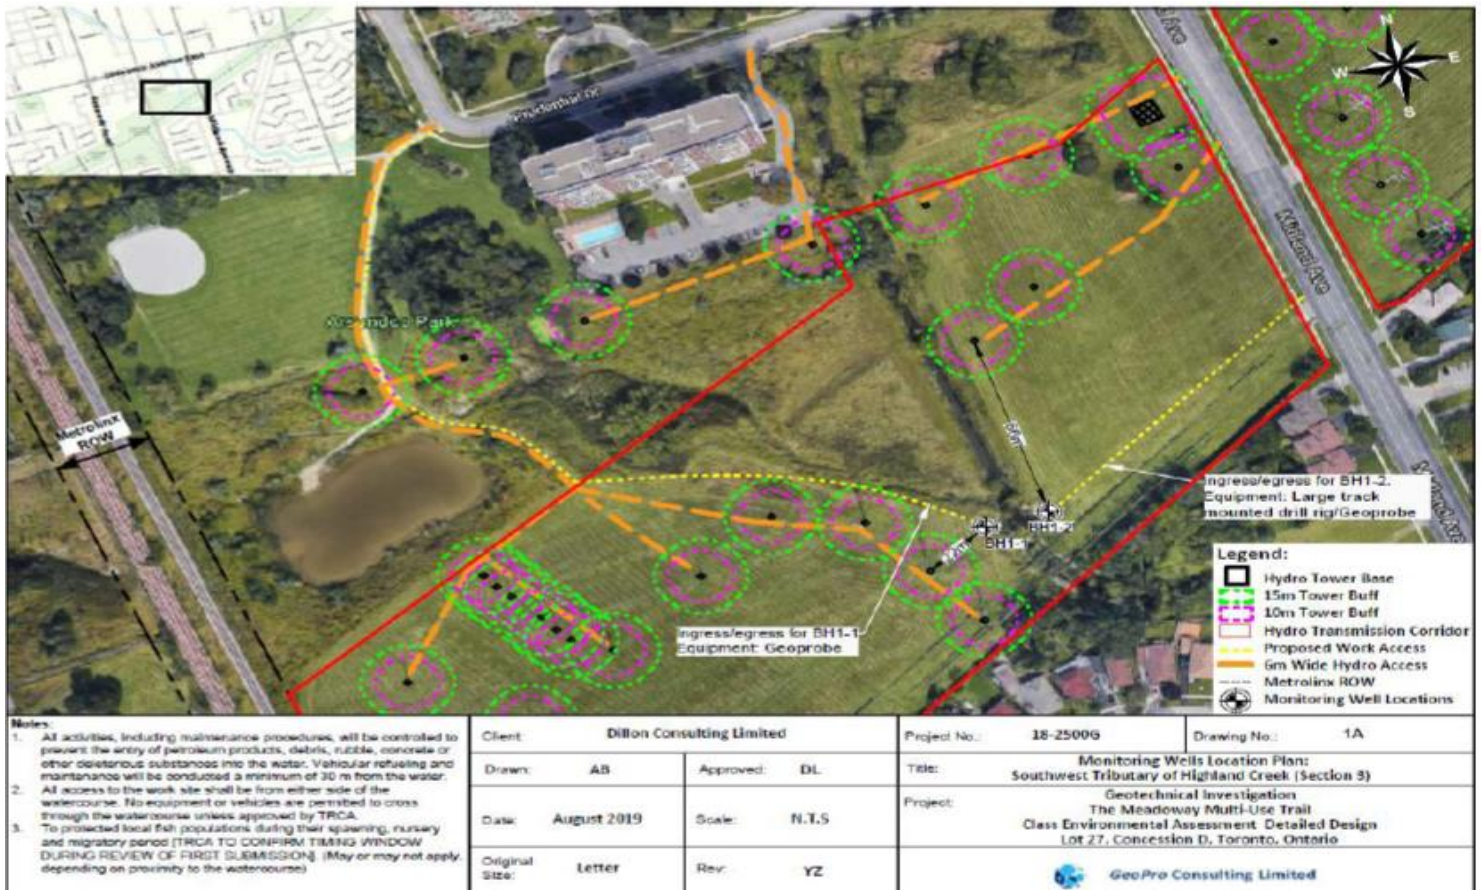 N
W
E
S
Metrolinx
ROW
Midland Ave
BH1-1
BH1-2
Ingress/egress for BH1-2.
Equipment: Large track
mounted drill rig/Geoprobe
Ingress/egress for BH1-1
Equipment: Geoprobe
Legend:
Hydro Tower Base
15m Tower Buff
10m Tower Buff
Hydro Transmission Corridor
Proposed Work Access
6m Wide Hydro Access
Metrolinx ROW
Monitoring Well Locations
Notes:
1. All activities, including maintenance procedures, will be controlled to
prevent the entry of petroleum products, debris, rubble, concrete or
other deleterious substances into the water. Vehicular refueling and
maintenance will be conducted a minimum of 30 m from the water.
2. All access to the work site shall be from either side of the
watercourse. No equipment or vehicles are permitted to cross
through the watercourse unless approved by TRCA.
3. To protected local fish populations during their spawning, nursery
and migratory period [TRCA TO CONFIRM TIMING WINDOW
DURING REVIEW OF FIRST SUBMISSION]. (May or may not apply,
depending on proximity to the watercourse)
Client: Dillon Consulting Limited
Drawn: AB Approved: DL
Date: August 2019 Scale: N.T.S
Original
Size: Letter Rev: YZ
Project No.: 18-2500G Drawing No.: 1A
Title: Monitoring Wells Location Plan:
Southwest Tributary of Highland Creek (Section 3)
Project: Geotechnical Investigation
The Meadoway Multi-Use Trail
Class Environmental Assessment Detailed Design
Lot 27, Concession D, Toronto, Ontario
GeoPro Consulting Limited